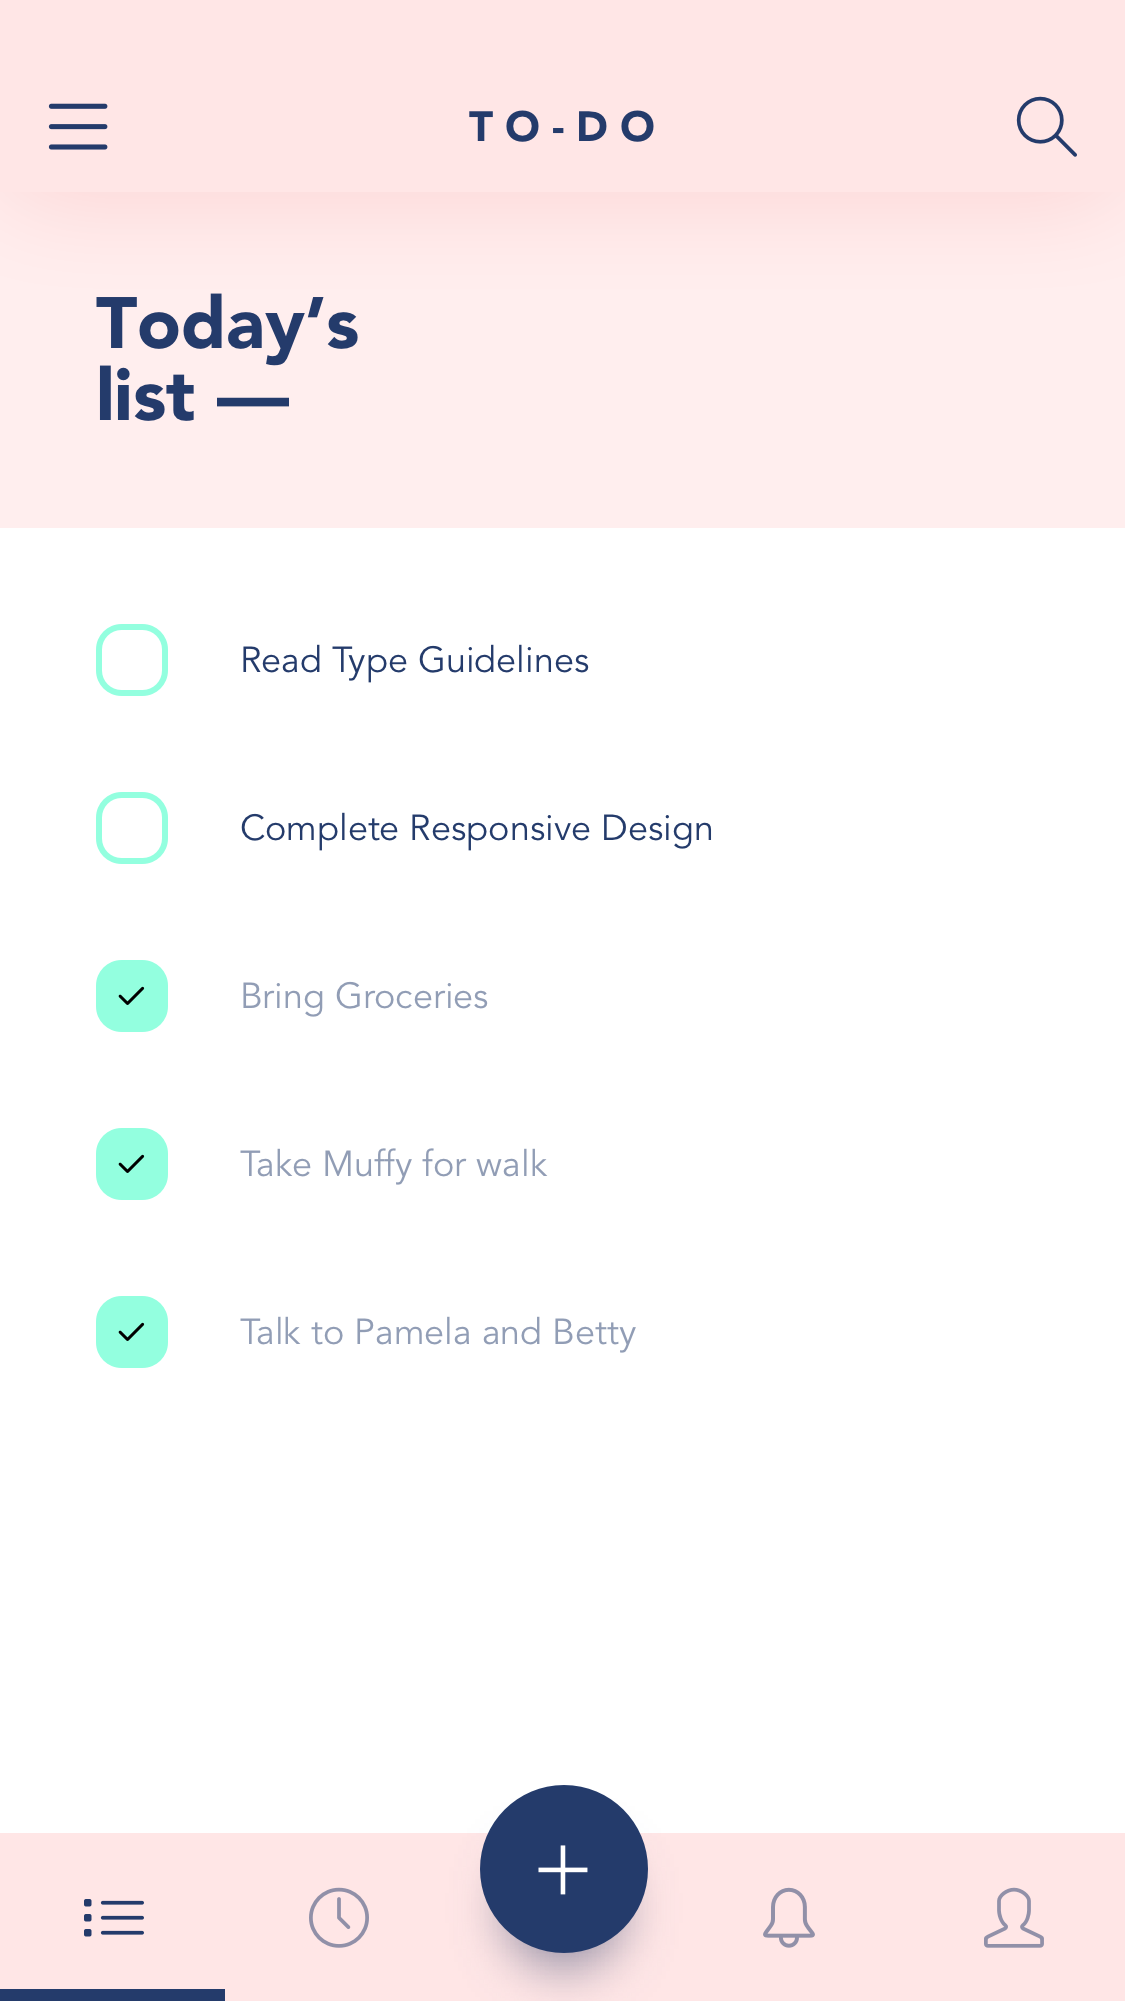 TO-DO
Today’s
list —
Read Type Guidelines
Complete Responsive Design
Bring Groceries
Take Muffy for walk
Talk to Pamela and Betty